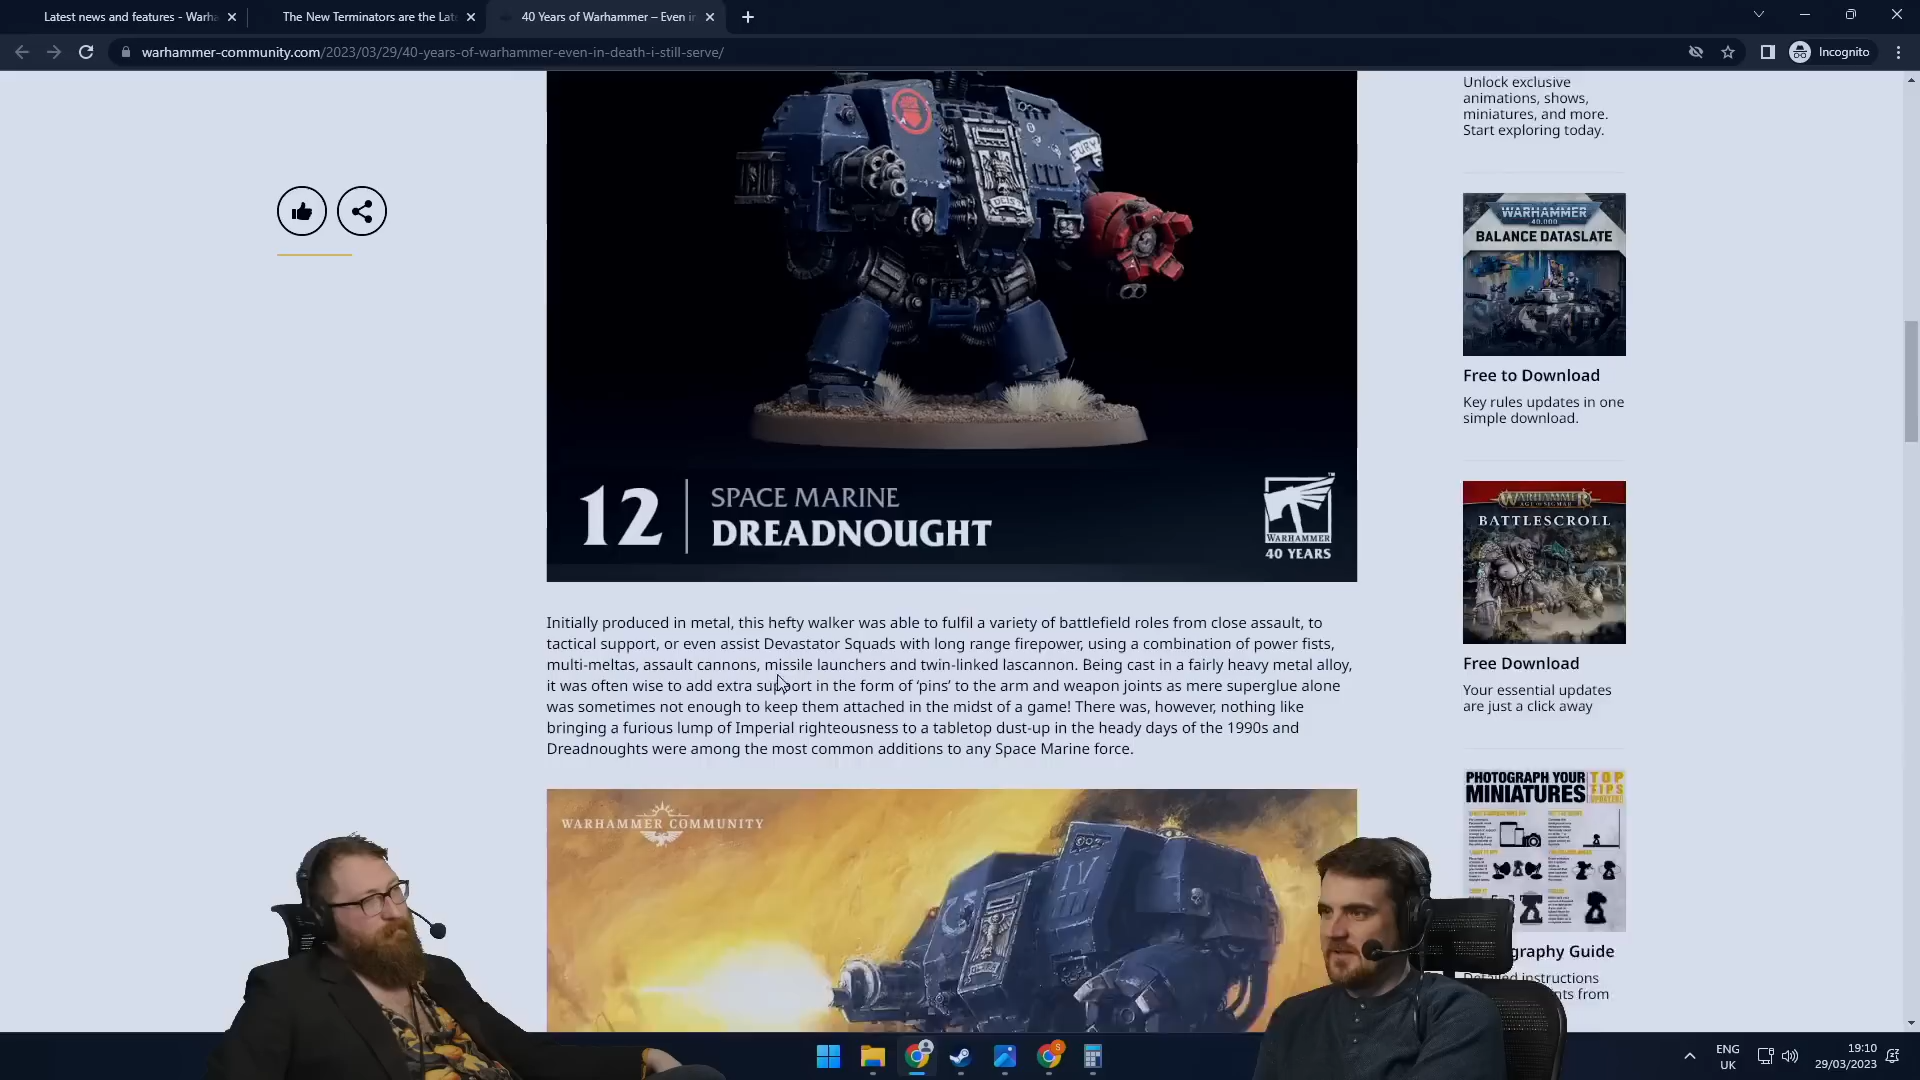 Latest news and features - Warha
The New Terminators are the Late
40 Years of Warhammer – Even in
warhammer-community.com/2023/03/29/40-years-of-warhammer-even-in-death-i-still-serve/
Incognito
FURY
DEIS
12
SPACE MARINE
DREADNOUGHT
WARHAMMER
40 YEARS
Initially produced in metal, this hefty walker was able to fulfil a variety of battlefield roles from close assault, to
tactical support, or even assist Devastator Squads with long range firepower, using a combination of power fists,
multi-meltas, assault cannons, missile launchers and twin-linked lascannon. Being cast in a fairly heavy metal alloy,
it was often wise to add extra support in the form of ‘pins’ to the arm and weapon joints as mere superglue alone
was sometimes not enough to keep them attached in the midst of a game! There was, however, nothing like
bringing a furious lump of Imperial righteousness to a tabletop dust-up in the heady days of the 1990s and
Dreadnoughts were among the most common additions to any Space Marine force.
WARHAMMER COMMUNITY
IV
Unlock exclusive
animations, shows,
miniatures, and more.
Start exploring today.
WARHAMMER
40,000
BALANCE DATASLATE
Free to Download
Key rules updates in one
simple download.
WARHAMMER
AGE OF SIGMAR
BATTLESCROLL
Free Download
Your essential updates
are just a click away
PHOTOGRAPH YOUR
MINIATURES
TOP
TIPS
graphy Guide
Detailed instructions
nts from
ENG
UK
19:10
29/03/2023